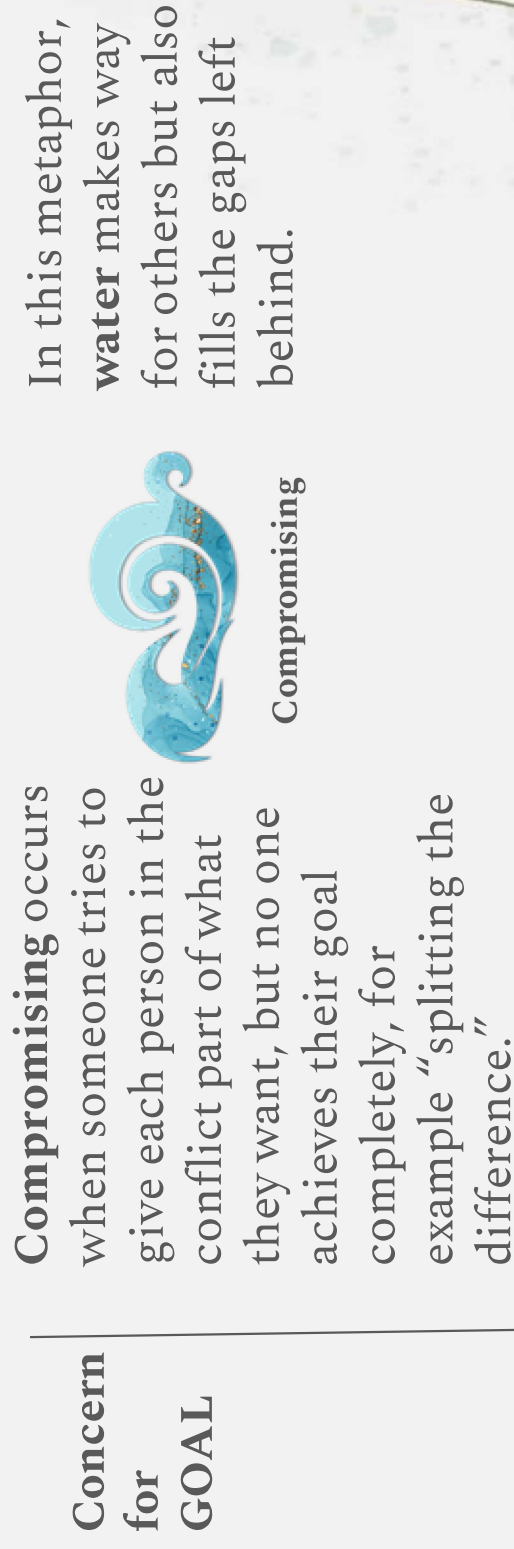 Concern
for
GOAL
Compromising occurs
when someone tries to
give each person in the
conflict part of what
they want, but no one
achieves their goal
completely, for
example “splitting the
difference.”
Compromising
In this metaphor,
water makes way
for others but also
fills the gaps left
behind.